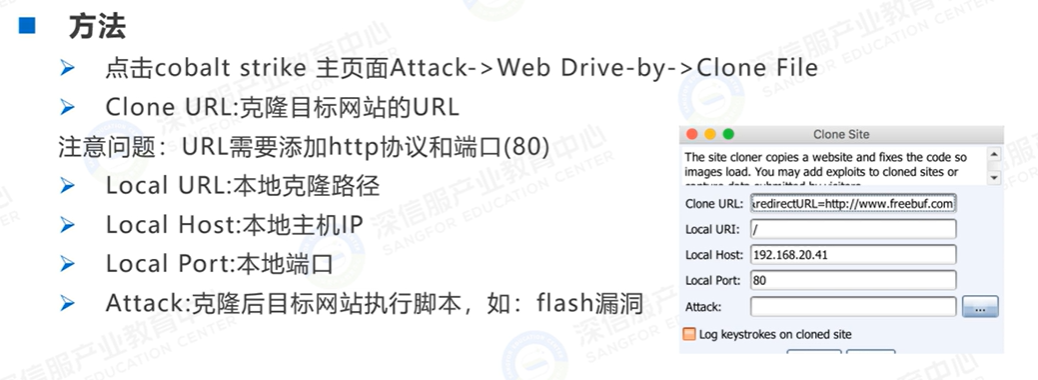 方法
点击cobalt strike 主页面Attack->Web Drive-by->Clone File
Clone URL:克隆目标网站的URL
注意问题：URL需要添加http协议和端口(80)
Local URL:本地克隆路径
Local Host:本地主机IP
Local Port:本地端口
Attack:克隆后目标网站执行脚本，如：flash漏洞
Clone Site
The site cloner copies a website and fixes the code so
images load. You may add exploits to cloned sites or
Clone URL: redirectURL=http://www.freebuf.com
Local URI: /
Local Host: 192.168.20.41
Local Port: 80
Attack: ...
Log keystrokes on cloned site
深信服产业教育中心
SANGFOR EDUCATION CENTER